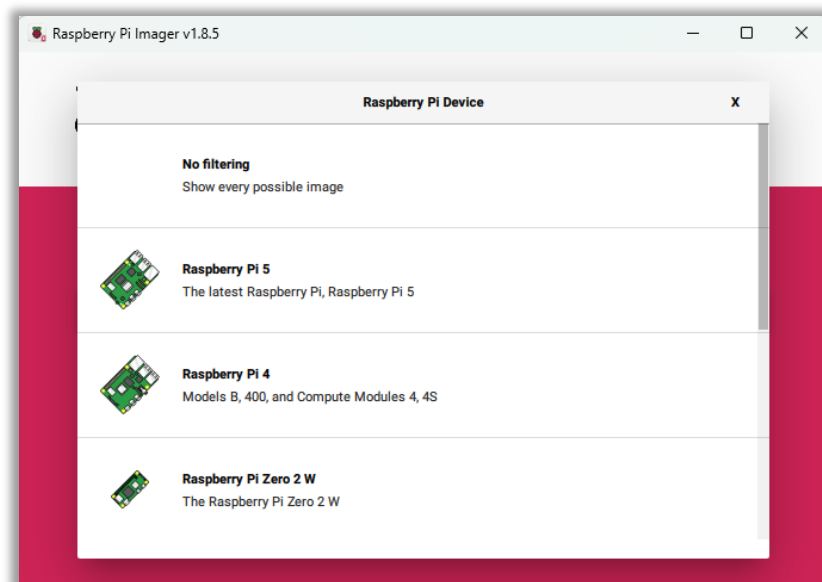 Raspberry Pi Imager v1.8.5
Raspberry Pi Device X
No filtering
Show every possible image
Raspberry Pi 5
The latest Raspberry Pi, Raspberry Pi 5
Raspberry Pi 4
Models B, 400, and Compute Modules 4, 4S
Raspberry Pi Zero 2 W
The Raspberry Pi Zero 2 W